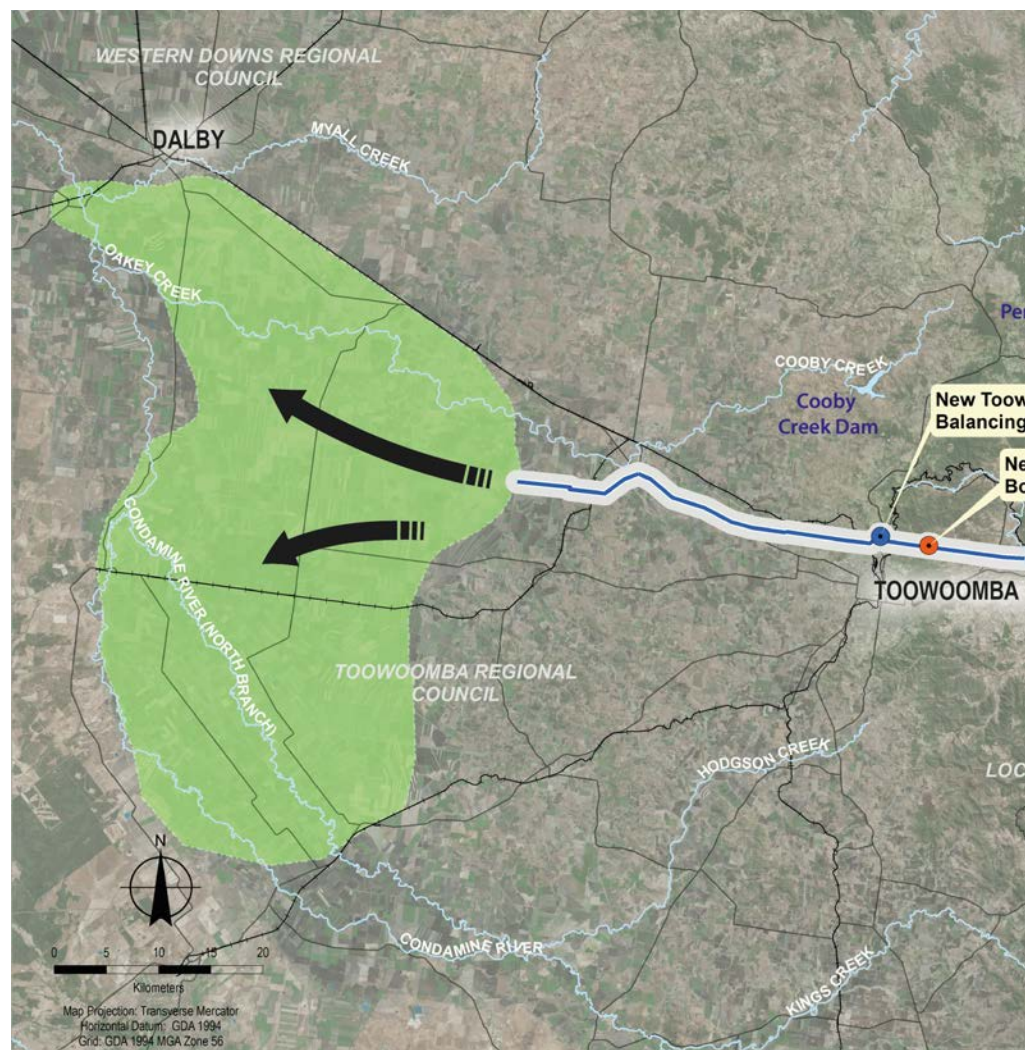 WESTERN DOWNS REGIONAL
COUNCIL
DALBY
MYALL CREEK
OAKEY CREEK
COOBY CREEK
Per
Cooby
Creek Dam
New Toow
Balancing
Ne
Bo
CONDAMINE RIVER (NORTH BRANCH)
TOOWOOMBA
TOOWOOMBA REGIONAL
COUNCIL
HODGSON CREEK
LOC
N
CONDAMINE RIVER
KINGS CREEK
0 5 10 15 20
Kilometers
Map Projection: Transverse Mercator
Horizontal Datum: GDA 1994
Grid: GDA 1994 MGA Zone 56